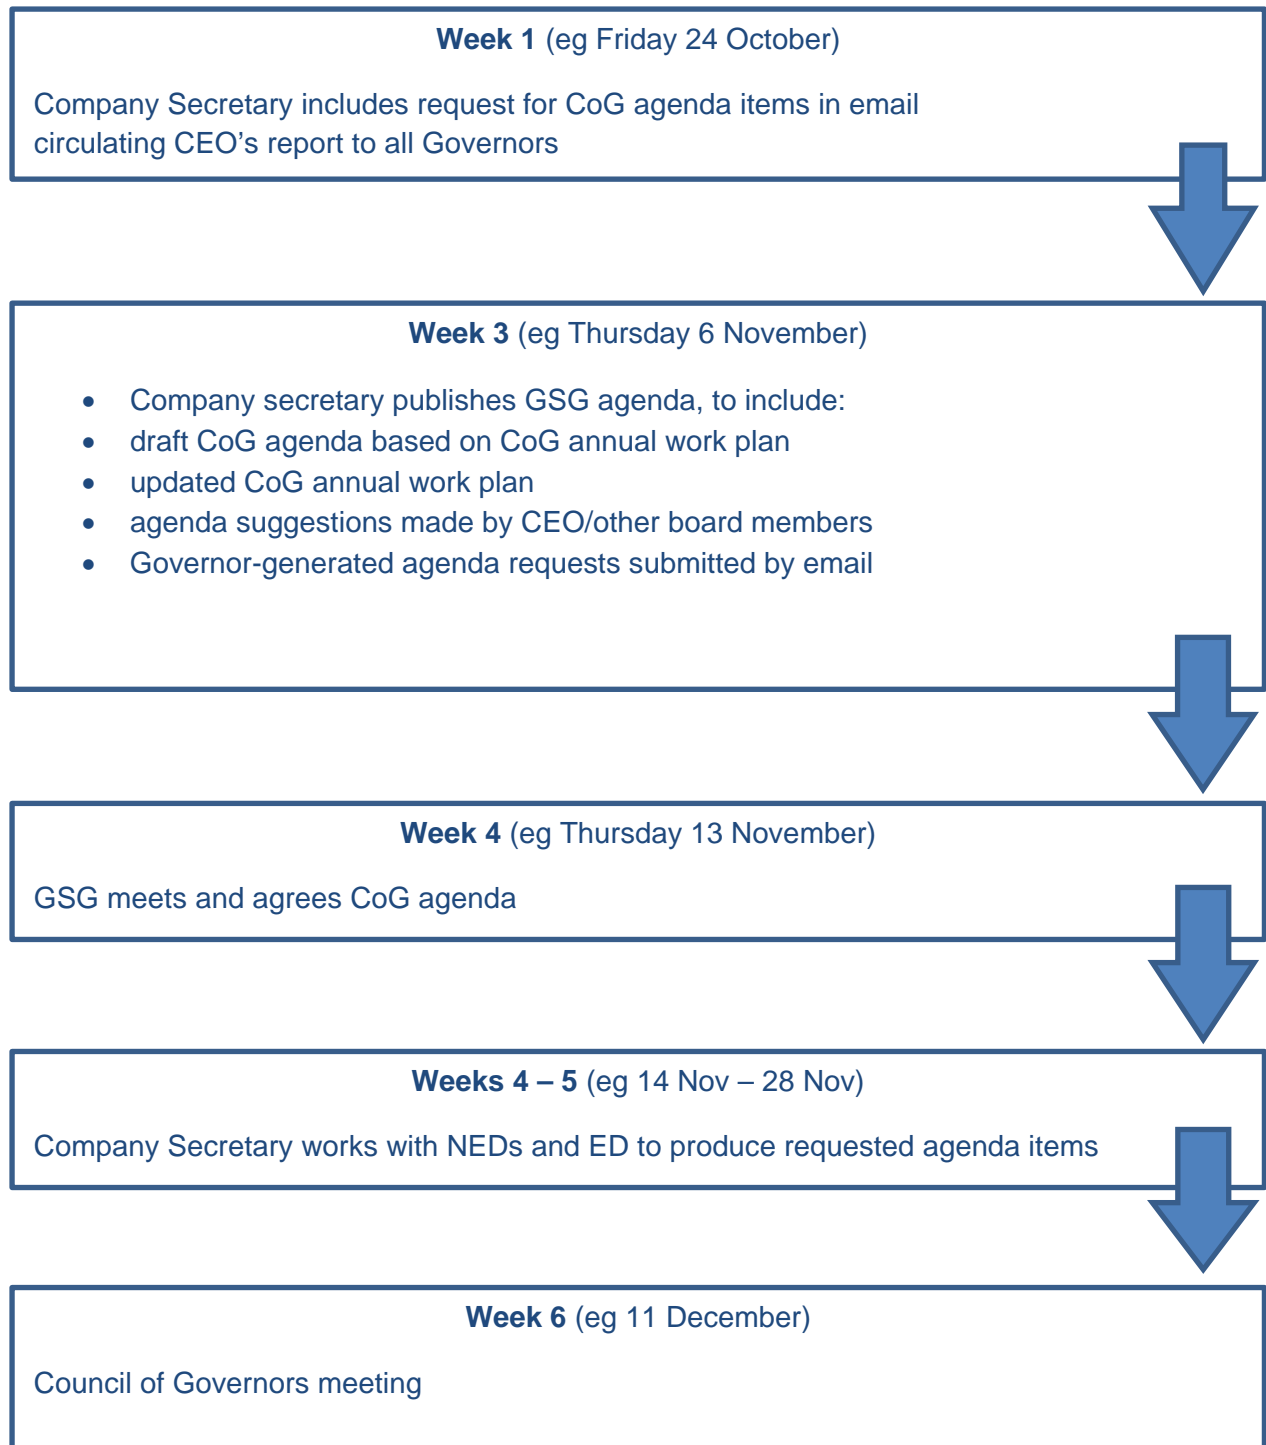 Week 1 (eg Friday 24 October)
Company Secretary includes request for CoG agenda items in email
circulating CEO’s report to all Governors
Week 3 (eg Thursday 6 November)
• Company secretary publishes GSG agenda, to include:
• draft CoG agenda based on CoG annual work plan
• updated CoG annual work plan
• agenda suggestions made by CEO/other board members
• Governor-generated agenda requests submitted by email
Week 4 (eg Thursday 13 November)
GSG meets and agrees CoG agenda
Weeks 4 – 5 (eg 14 Nov – 28 Nov)
Company Secretary works with NEDs and ED to produce requested agenda items
Week 6 (eg 11 December)
Council of Governors meeting